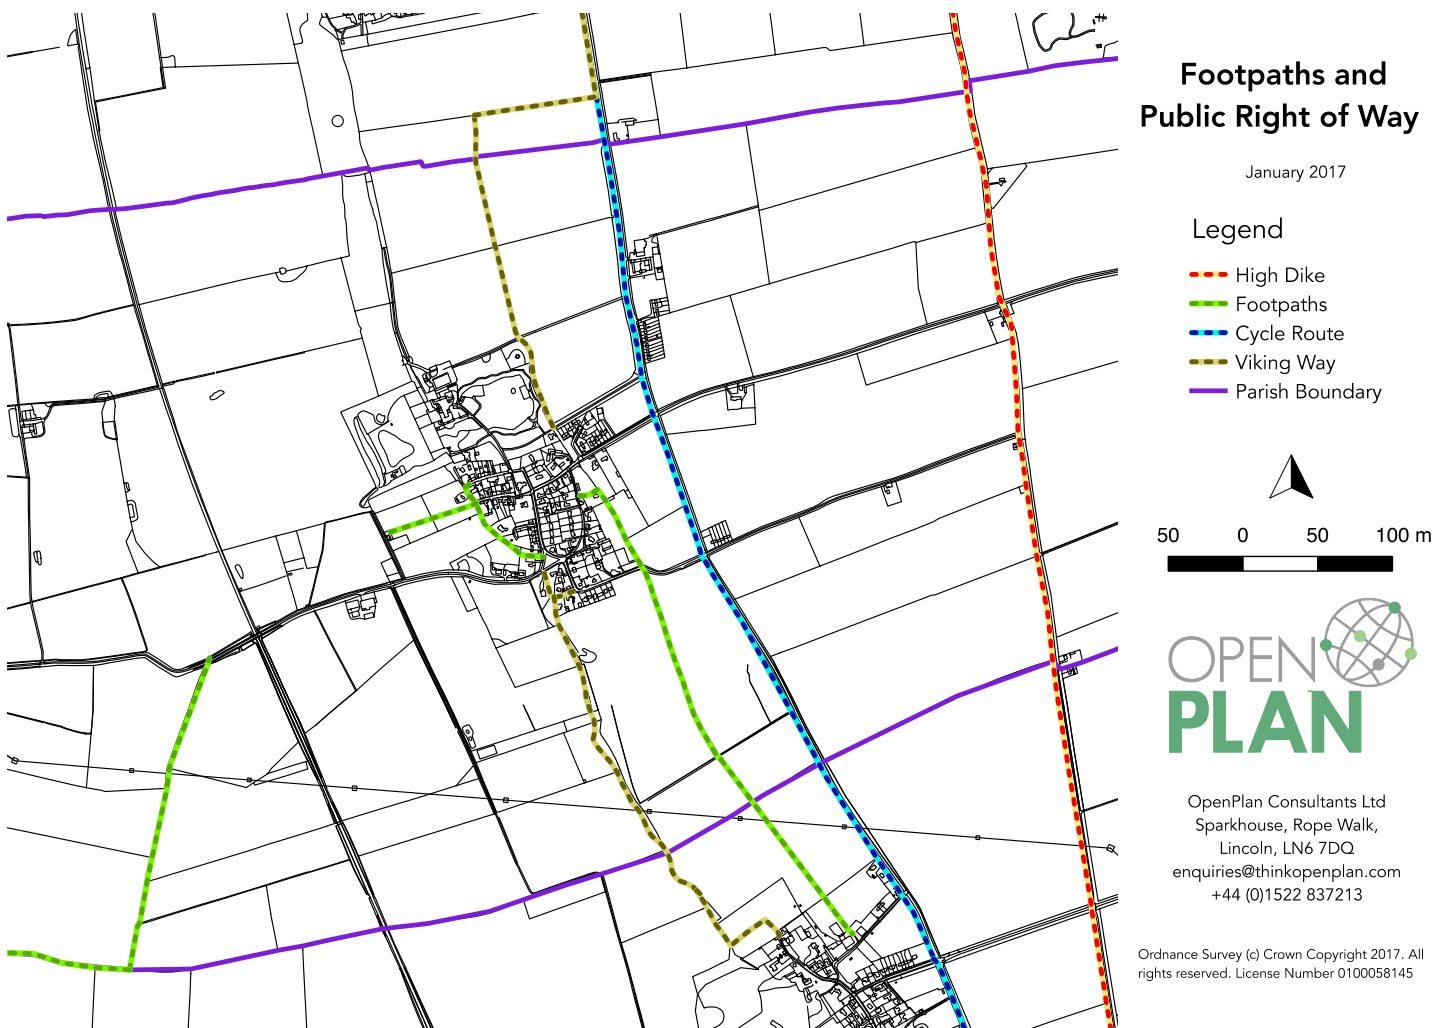 Footpaths and
Public Right of Way
January 2017
Legend
High Dike
Footpaths
Cycle Route
Viking Way
Parish Boundary
50 0 50 100 m
OPEN
PLAN
OpenPlan Consultants Ltd
Sparkhouse, Rope Walk,
Lincoln, LN6 7DQ
enquiries@thinkopenplan.com
+44 (0)1522 837213
Ordnance Survey (c) Crown Copyright 2017. All
rights reserved. License Number 0100058145